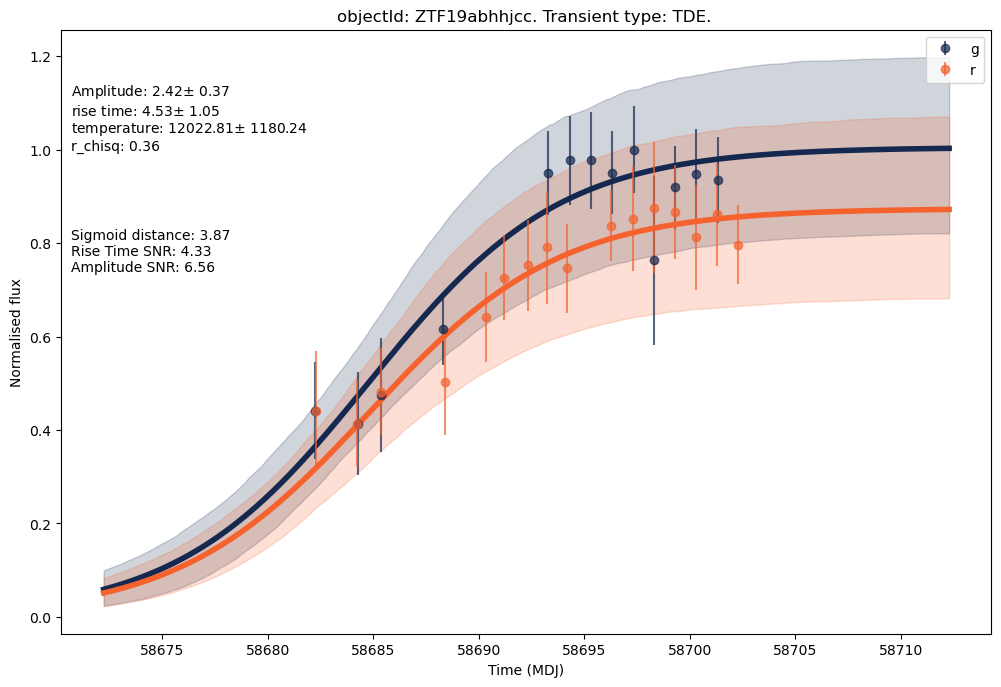 objectId: ZTF19abhhjcc. Transient type: TDE.
g
r
Amplitude: 2.42± 0.37
rise time: 4.53± 1.05
temperature: 12022.81± 1180.24
r_chisq: 0.36
Sigmoid distance: 3.87
Rise Time SNR: 4.33
Amplitude SNR: 6.56
Normalised flux
1.2
1.0
0.8
0.6
0.4
0.2
0.0
58675 58680 58685 58690 58695 58700 58705 58710
Time (MDJ)